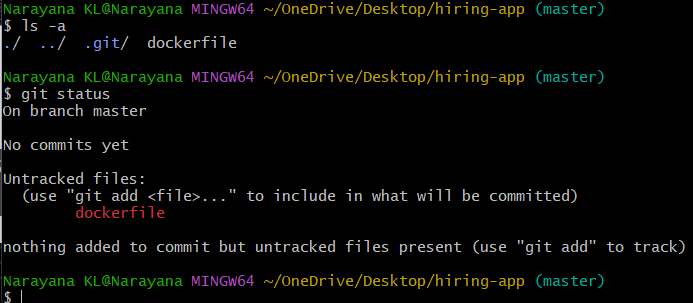 Narayana KL@Narayana MINGW64 ~/OneDrive/Desktop/hiring-app (master)
$ ls -a
./  ../  .git/  dockerfile

Narayana KL@Narayana MINGW64 ~/OneDrive/Desktop/hiring-app (master)
$ git status
On branch master

No commits yet

Untracked files:
  (use "git add <file>..." to include in what will be committed)
        dockerfile

nothing added to commit but untracked files present (use "git add" to track)

Narayana KL@Narayana MINGW64 ~/OneDrive/Desktop/hiring-app (master)
$